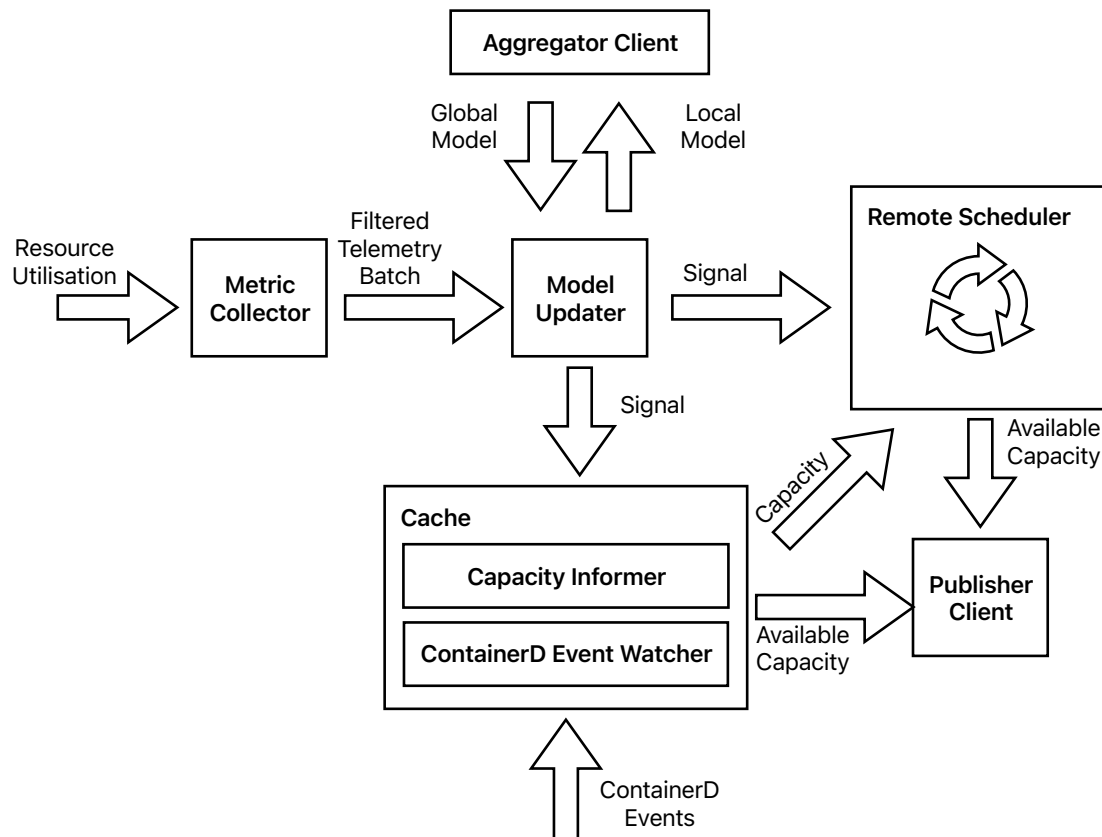 Aggregator Client
Global
Model
Local
Model
Remote Scheduler
Resource
Utilisation
Metric
Collector
Filtered
Telemetry
Batch
Model
Updater
Signal
Signal
Available
Capacity
Capacity
Cache
Capacity Informer
ContainerD Event Watcher
Available
Capacity
Publisher
Client
ContainerD
Events